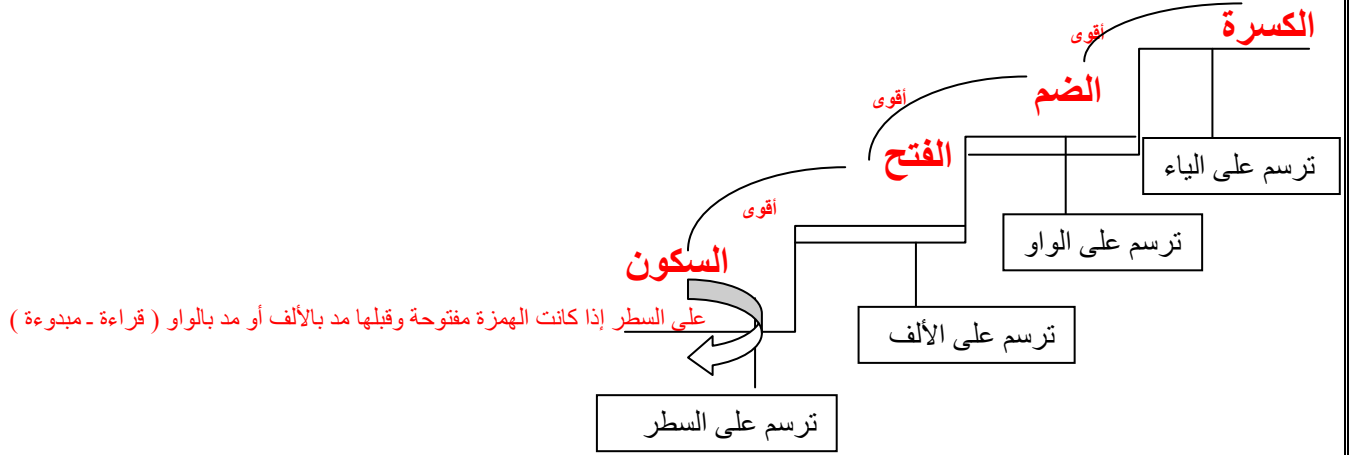 الكسرة
أقوى
الضم
أقوى
ترسم على الياء
الفتح
أقوى
ترسم على الواو
السكون
على السطر إذا كانت الهمزة مفتوحة وقبلها مد بالألف أو مد بالواو ( قراءة ـ مبدوءة )
ترسم على الألف
ترسم على السطر